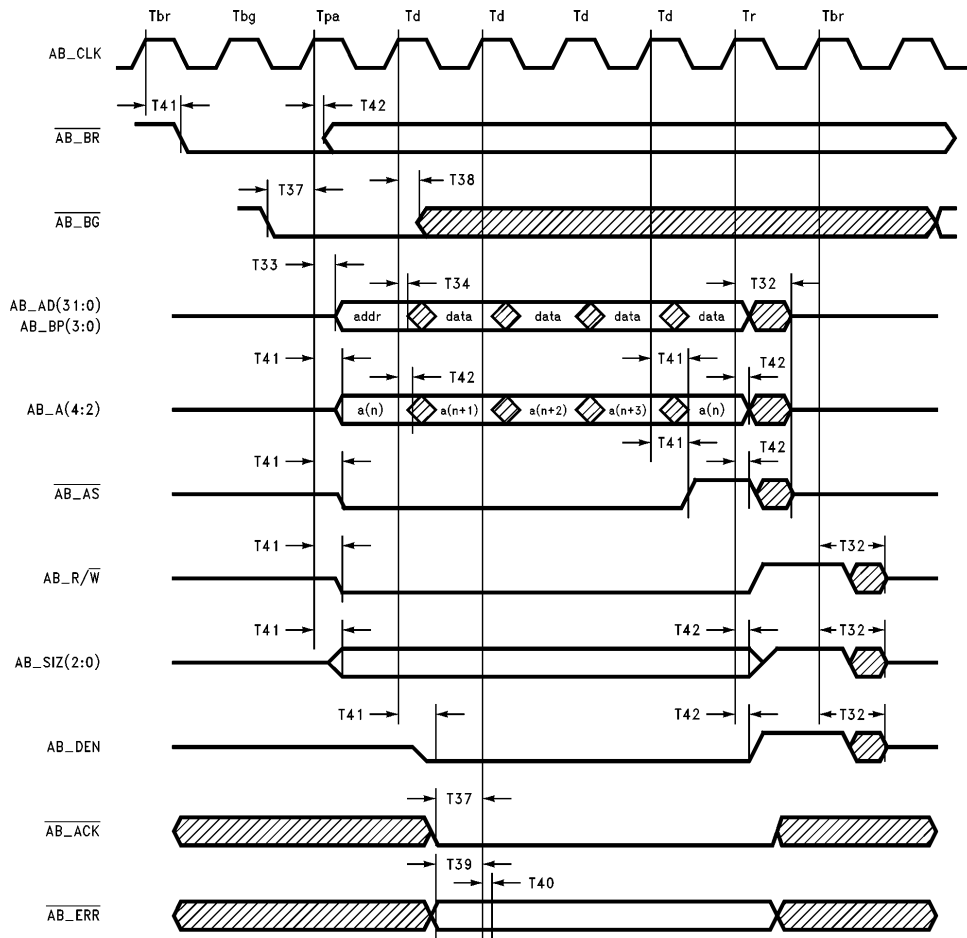 Tbr Tbg Tpa Td Td Td Td Tr Tbr
AB_CLK
T41 T42
AB_BR
T37 T38
AB_BG
T33 T34 T32
AB_AD(31:0)
AB_BP(3:0)
addr data data data data
T41 T42 T41 T42
AB_A(4:2)
a(n) a(n+1) a(n+2) a(n+3) a(n)
T41 T41 T42
AB_AS
T41 T32
AB_R/W
T41 T42 T32
AB_SIZ(2:0)
T41 T42 T32
AB_DEN
T37
AB_ACK
T39
T40
AB_ERR